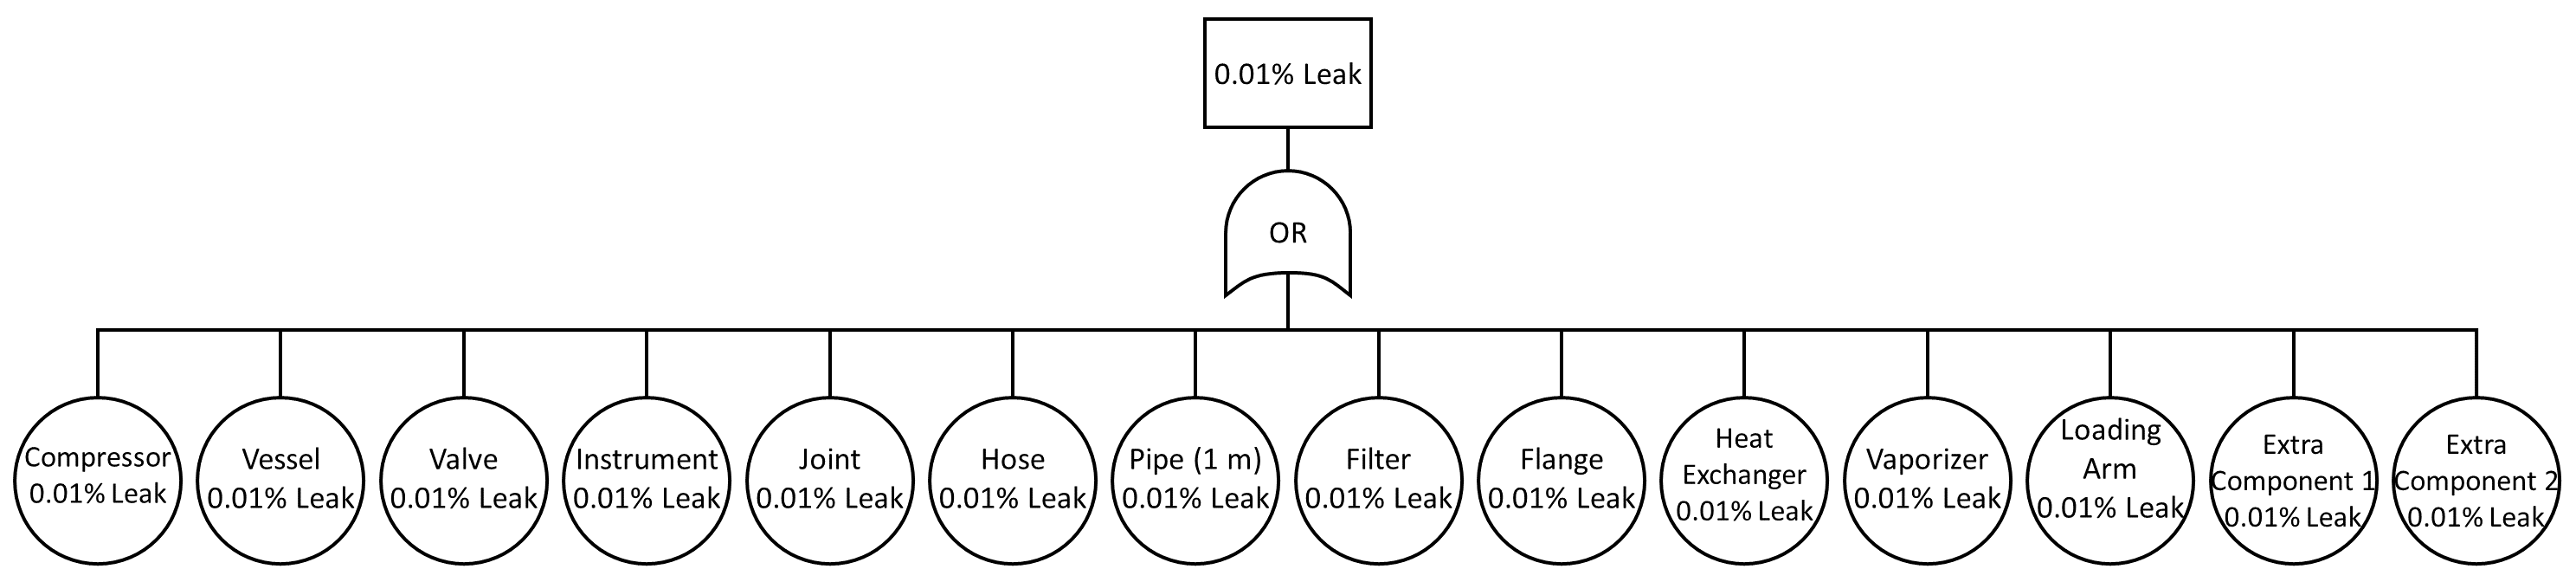 0.01% Leak
OR
Compressor
0.01% Leak
Vessel
0.01% Leak
Valve
0.01% Leak
Instrument
0.01% Leak
Joint
0.01% Leak
Hose
0.01% Leak
Pipe (1 m)
0.01% Leak
Filter
0.01% Leak
Flange
0.01% Leak
Heat
Exchanger
0.01% Leak
Vaporizer
0.01% Leak
Loading
Arm
0.01% Leak
Extra
Component 1
0.01% Leak
Extra
Component 2
0.01% Leak